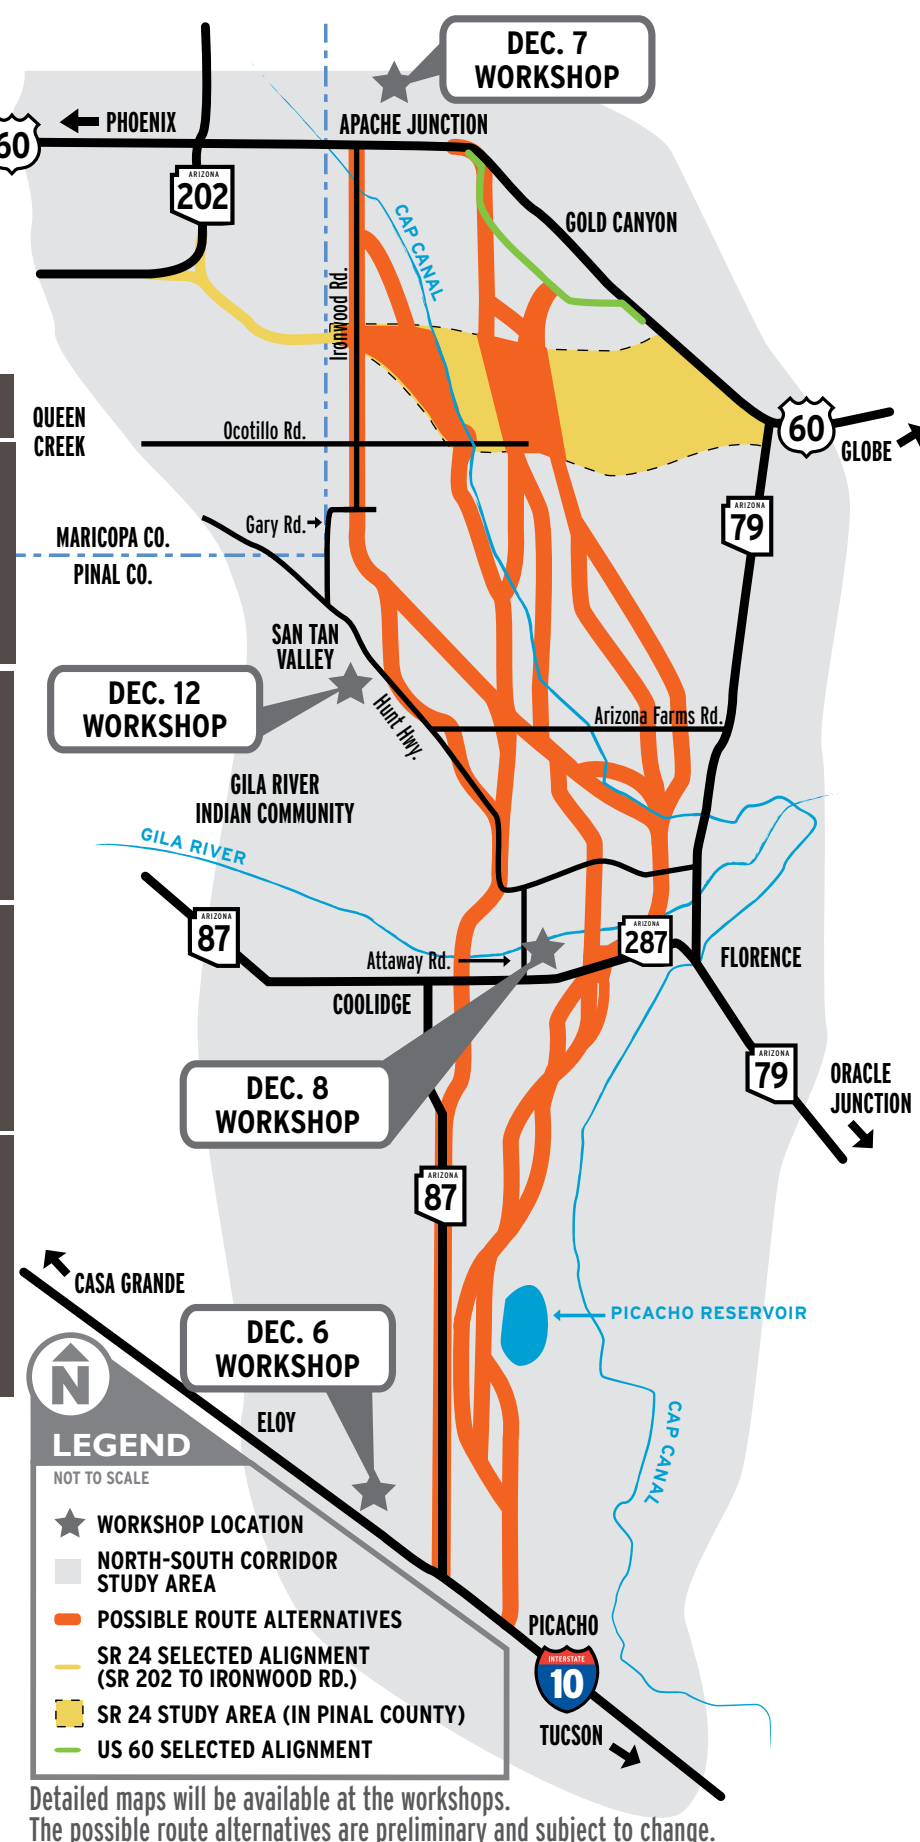 DEC. 7
WORKSHOP
PHOENIX
APACHE JUNCTION
60
ARIZONA
202
GOLD CANYON
CAP CANAL
Ironwood Rd.
QUEEN
CREEK
Ocotillo Rd.
60
GLOBE
ARIZONA
79
Gary Rd.
MARICOPA CO.
PINAL CO.
SAN TAN
VALLEY
DEC. 12
WORKSHOP
Hunt Hwy.
Arizona Farms Rd.
GILA RIVER
INDIAN COMMUNITY
GILA RIVER
ARIZONA
87
ARIZONA
287
Attaway Rd.
FLORENCE
COOLIDGE
DEC. 8
WORKSHOP
ARIZONA
79
ORACLE
JUNCTION
ARIZONA
87
CASA GRANDE
PICACHO RESERVOIR
DEC. 6
WORKSHOP
ELOY
CAP CANAL
N
LEGEND
NOT TO SCALE
WORKSHOP LOCATION
NORTH-SOUTH CORRIDOR
STUDY AREA
POSSIBLE ROUTE ALTERNATIVES
SR 24 SELECTED ALIGNMENT
(SR 202 TO IRONWOOD RD.)
SR 24 STUDY AREA (IN PINAL COUNTY)
US 60 SELECTED ALIGNMENT
PICACHO
INTERSTATE
10
TUCSON
Detailed maps will be available at the workshops.
The possible route alternatives are preliminary and subject to change.